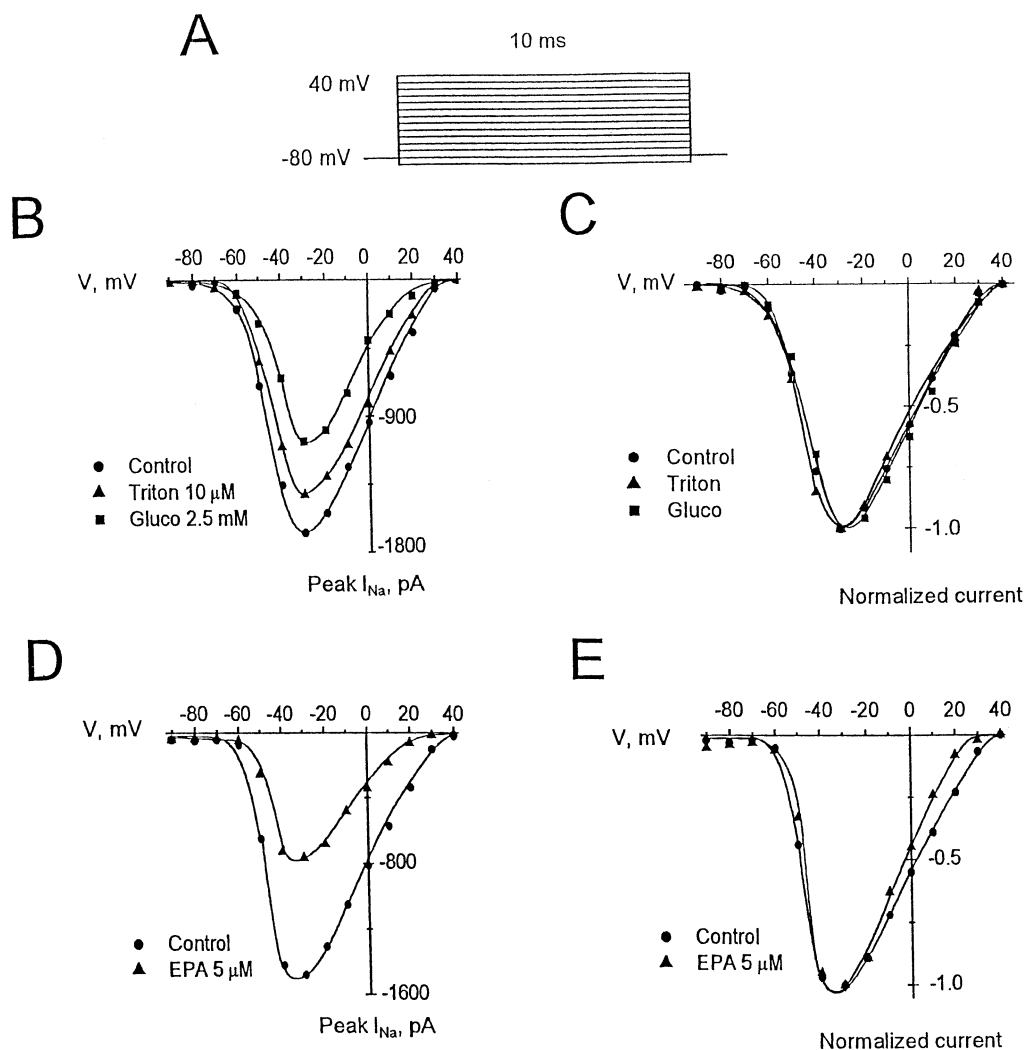 A
10 ms
40 mV
-80 mV
B
-80 -60 -40 -20 0 20 40
V, mV
-900
Control
Triton 10 μM
Gluco 2.5 mM
-1800
Peak I_Na, pA
C
-80 -60 -40 -20 0 20 40
V, mV
-0.5
Control
Triton
Gluco
-1.0
Normalized current
D
-80 -60 -40 -20 0 20 40
V, mV
-800
Control
EPA 5 μM
-1600
Peak I_Na, pA
E
-80 -60 -40 -20 0 20 40
V, mV
-0.5
Control
EPA 5 μM
-1.0
Normalized current